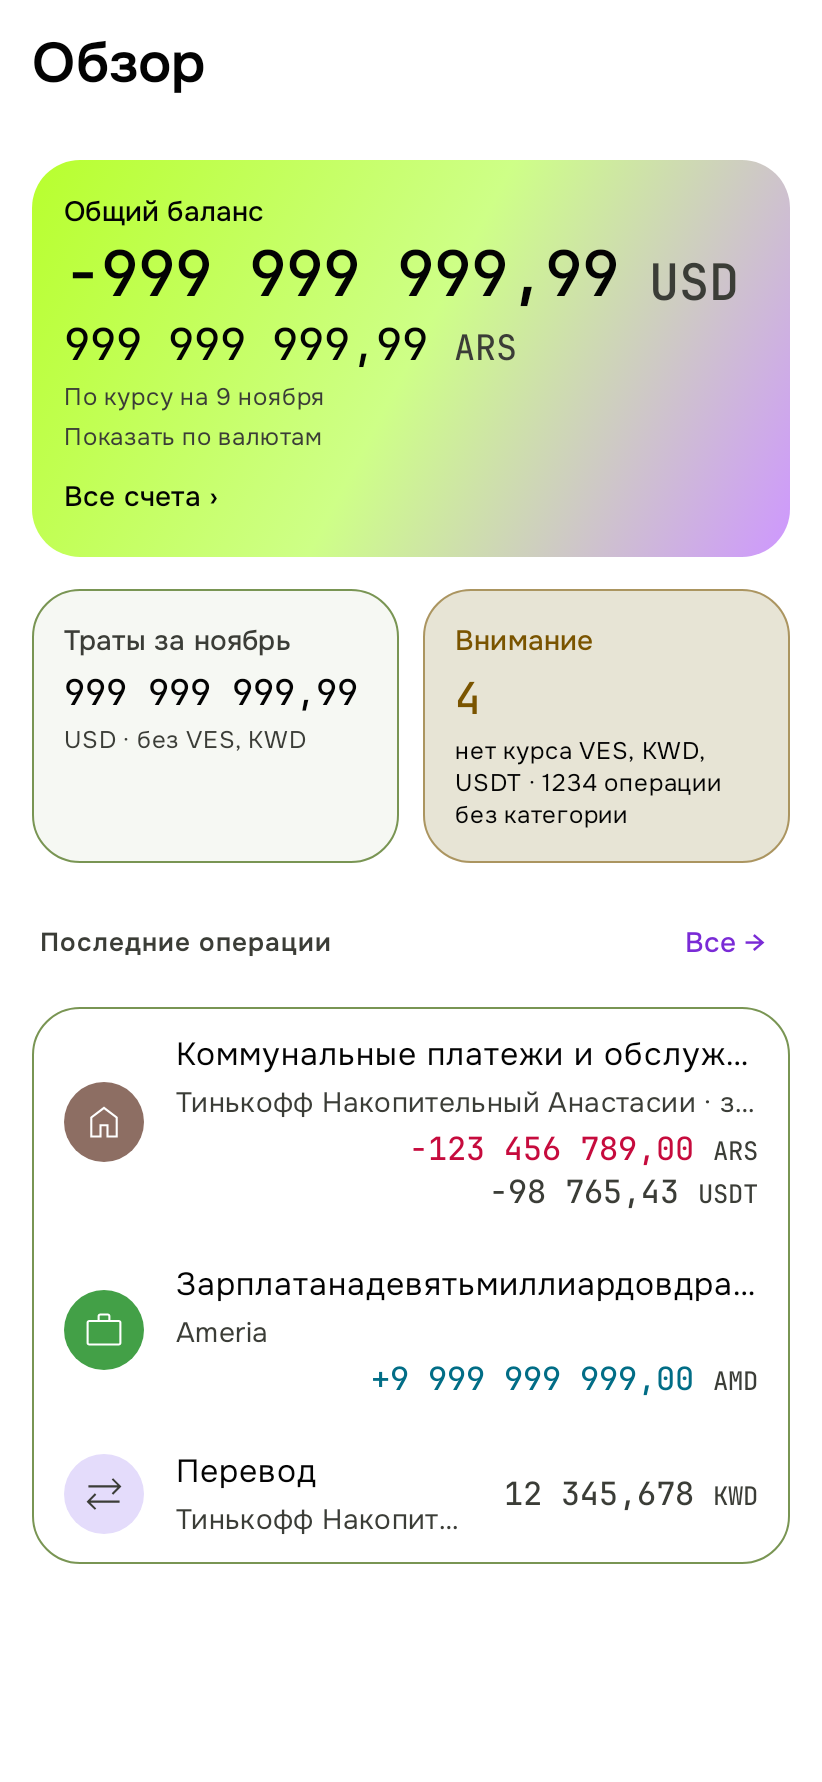 Обзор
Общий баланс
-999 999 999,99 USD
999 999 999,99 ARS
По курсу на 9 ноября
Показать по валютам
Все счета ›
Траты за ноябрь
999 999 999,99
USD · без VES, KWD
Внимание
4
нет курса VES, KWD,
USDT · 1234 операции
без категории
Последние операции
Все →
Коммунальные платежи и обслуж...
Тинькофф Накопительный Анастасии · з...
-123 456 789,00 ARS
-98 765,43 USDT
Зарплатанадевятьмиллиардовдра...
Ameria
+9 999 999 999,00 AMD
Перевод
12 345,678 KWD
Тинькофф Накопит...